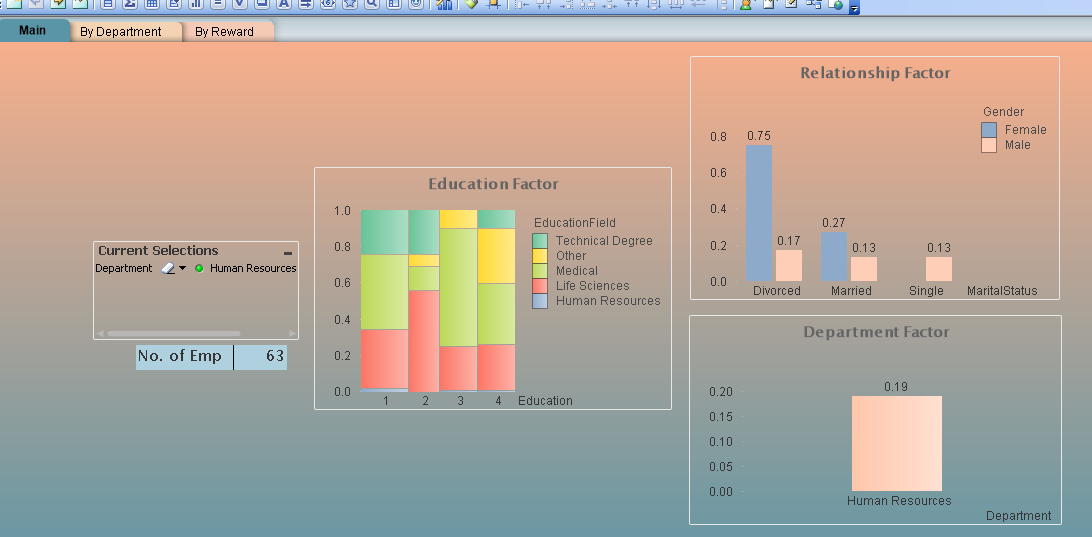 Main
By Department
By Reward
Current Selections
Department
Human Resources
No. of Emp
63
Education Factor
1.0
0.8
0.6
0.4
0.2
0.0
1
2
3
4
Education
EducationField
Technical Degree
Other
Medical
Life Sciences
Human Resources
Relationship Factor
Gender
Female
Male
0.8
0.6
0.4
0.2
0.0
0.75
0.17
0.27
0.13
0.13
Divorced
Married
Single
MaritalStatus
Department Factor
0.20
0.15
0.10
0.05
0.00
0.19
Human Resources
Department